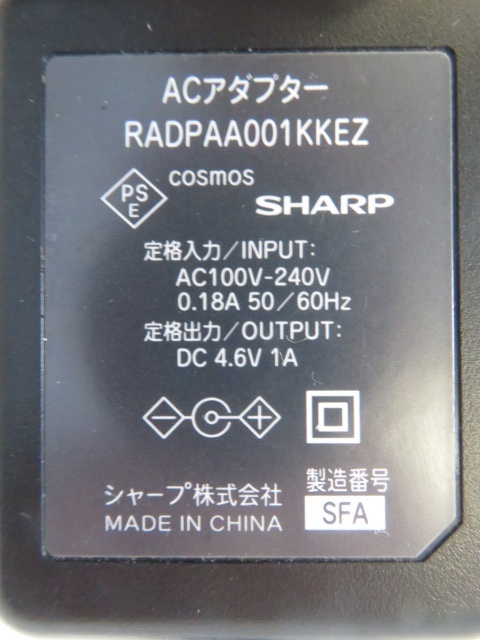 ACアダプター
RADPAA001KKEZ
PS
E
cosmos
SHARP
定格入力/INPUT:
AC100V-240V
0.18A 50/60Hz
定格出力/OUTPUT:
DC 4.6V 1A
シャープ株式会社
MADE IN CHINA
製造番号
SFA